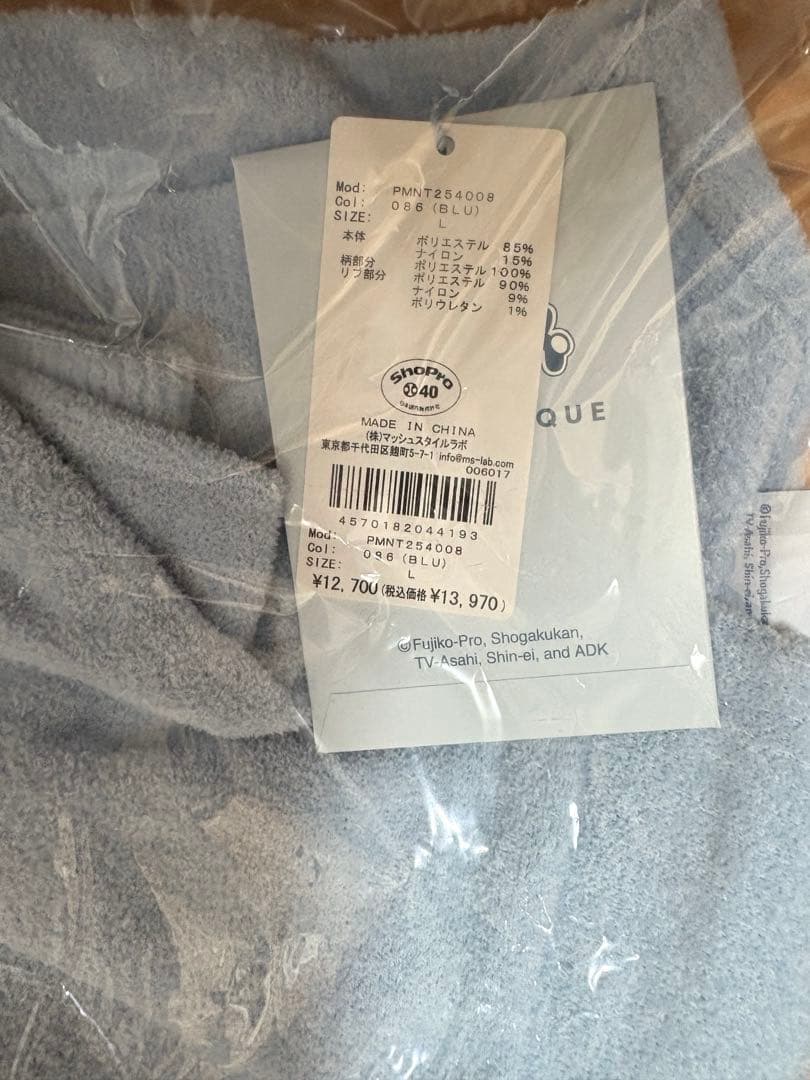 Mod: PMNT254008
Col: 086 (BLU)
SIZE: L
本体 ポリエステル 85%
ナイロン 15%
柄部分 ポリエステル 100%
リブ部分 ポリエステル 90%
ナイロン 9%
ポリウレタン 1%
ShoPro
40
MADE IN CHINA
(株)マッシュスタイルラボ
東京都千代田区麹町5-7-1 info@ms-lab.com
006017
4570182044193
Mod: PMNT254008
Col: 086 (BLU)
SIZE: L
¥12,700(税込価格 ¥13,970)
QUE
©Fujiko-Pro, Shogakukan,
TV-Asahi, Shin-ei, and ADK
©Fujiko-Pro, Shogakuka
TV-Asahi, Shin-ei, an